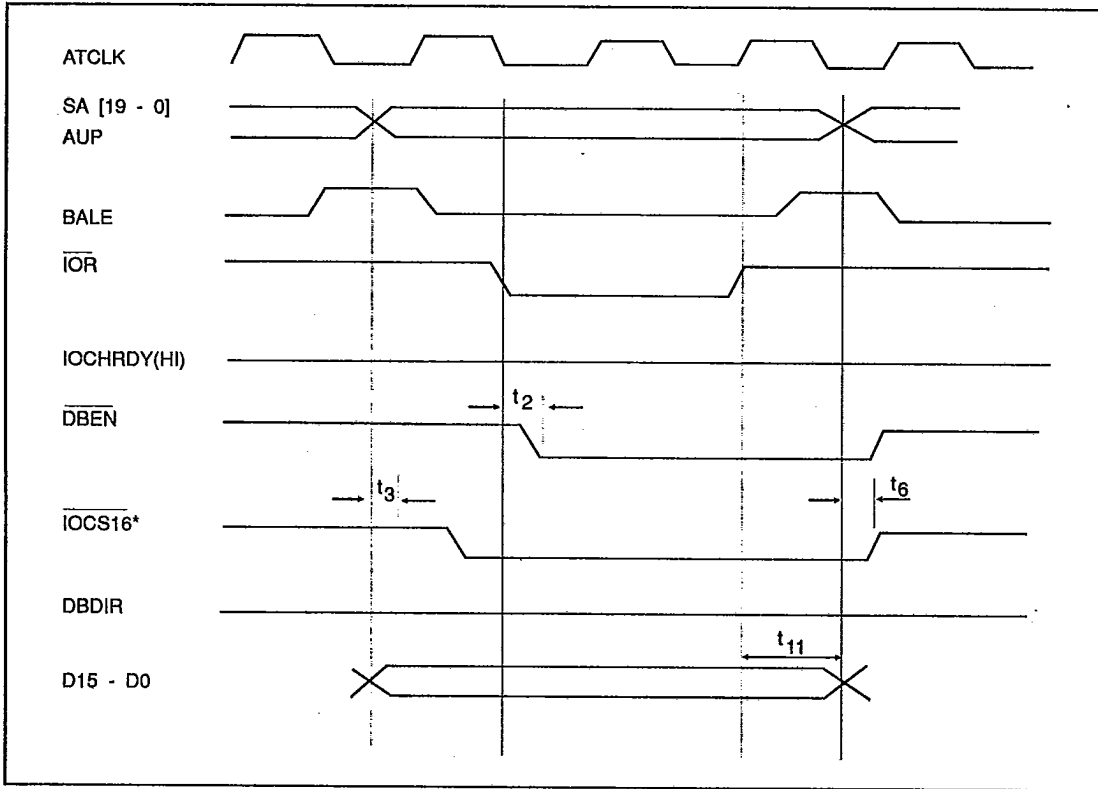 ATCLK
SA [19 - 0]
AUP
BALE
IOR
IOCHRDY(HI)
t2
DBEN
t3
t6
IOCS16*
DBDIR
t11
D15 - D0